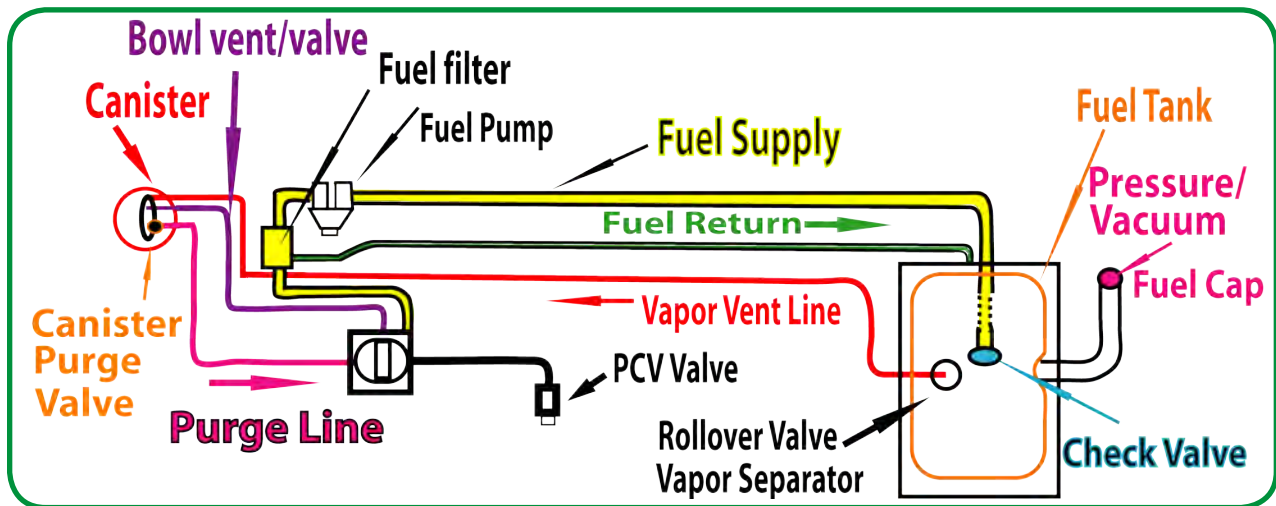 Bowl vent/valve
Fuel filter
Canister
Fuel Pump
Fuel Supply
Fuel Tank
Pressure/
Vacuum
Fuel Cap
Fuel Return
Vapor Vent Line
Canister
Purge
Valve
PCV Valve
Purge Line
Rollover Valve
Vapor Separator
Check Valve